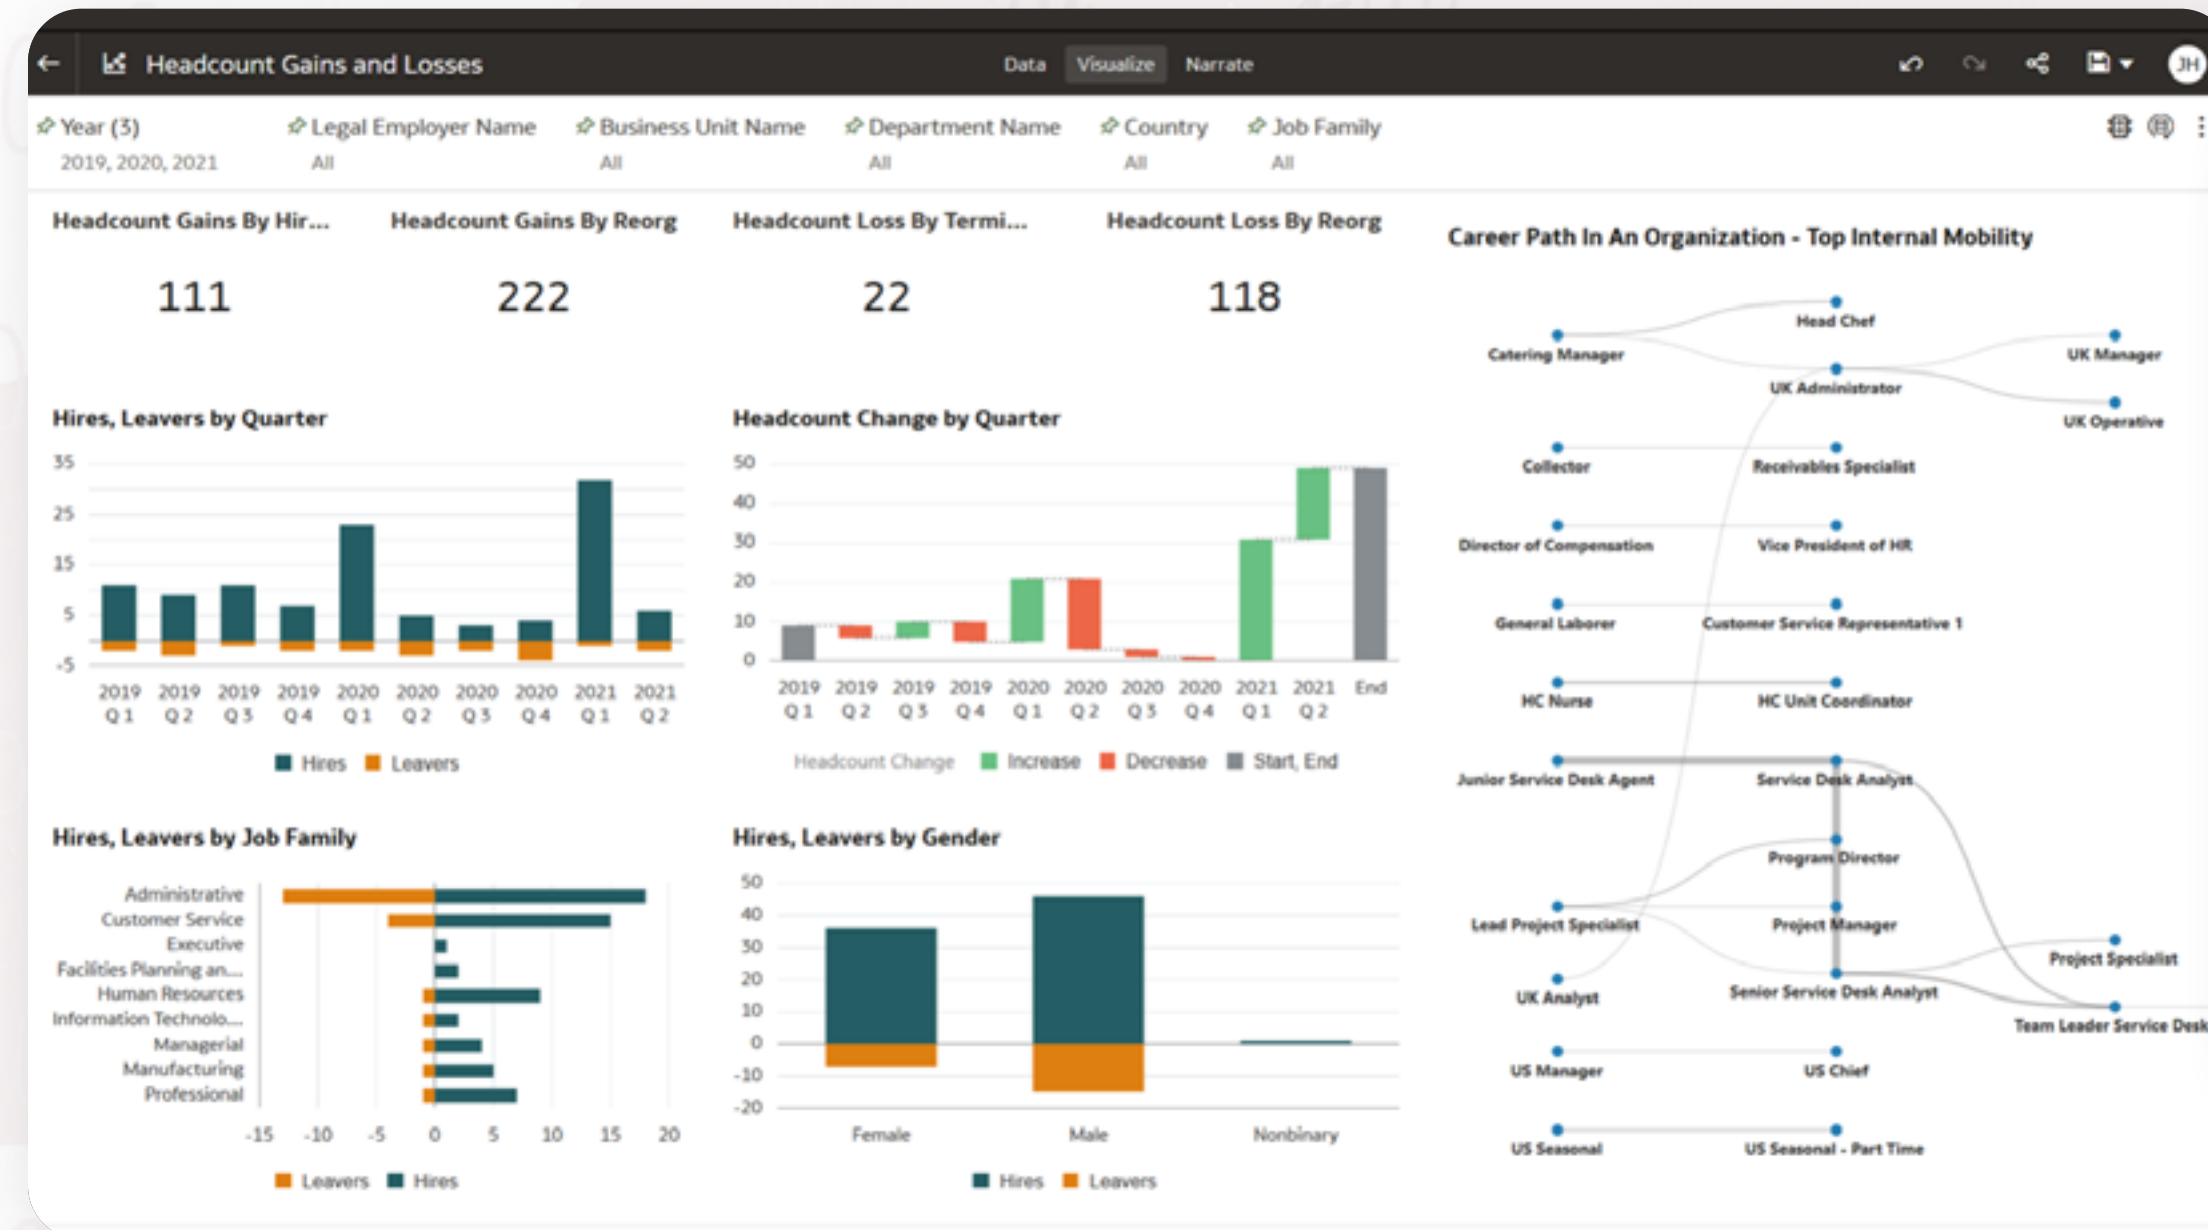 Headcount Gains and Losses
Data Visualize Narrate
JH
Year (3) Legal Employer Name Business Unit Name Department Name Country Job Family
2019, 2020, 2021 All All All All All
Headcount Gains By Hir... Headcount Gains By Reorg Headcount Loss By Termi... Headcount Loss By Reorg
111 222 22 118
Hires, Leavers by Quarter
35
25
15
5
-5
2019 2019 2019 2019 2020 2020 2020 2020 2021 2021
Q1 Q2 Q3 Q4 Q1 Q2 Q3 Q4 Q1 Q2
Hires Leavers
Headcount Change by Quarter
50
40
30
20
10
0
2019 2019 2019 2019 2020 2020 2020 2020 2021 2021 End
Q1 Q2 Q3 Q4 Q1 Q2 Q3 Q4 Q1 Q2
Headcount Change Increase Decrease Start, End
Hires, Leavers by Job Family
Administrative
Customer Service
Executive
Facilities Planning an...
Human Resources
Information Technolo...
Managerial
Manufacturing
Professional
-15 -10 -5 0 5 10 15 20
Leavers Hires
Hires, Leavers by Gender
50
40
30
20
10
0
-10
-20
Female Male Nonbinary
Hires Leavers
Career Path In An Organization - Top Internal Mobility
Head Chef
Catering Manager UK Manager
UK Administrator
UK Operative
Collector Receivables Specialist
Director of Compensation Vice President of HR
General Laborer Customer Service Representative 1
HC Nurse HC Unit Coordinator
Junior Service Desk Agent Service Desk Analyst
Program Director
Lead Project Specialist Project Manager
Project Specialist
UK Analyst Senior Service Desk Analyst
Team Leader Service Desk
US Manager US Chief
US Seasonal US Seasonal - Part Time